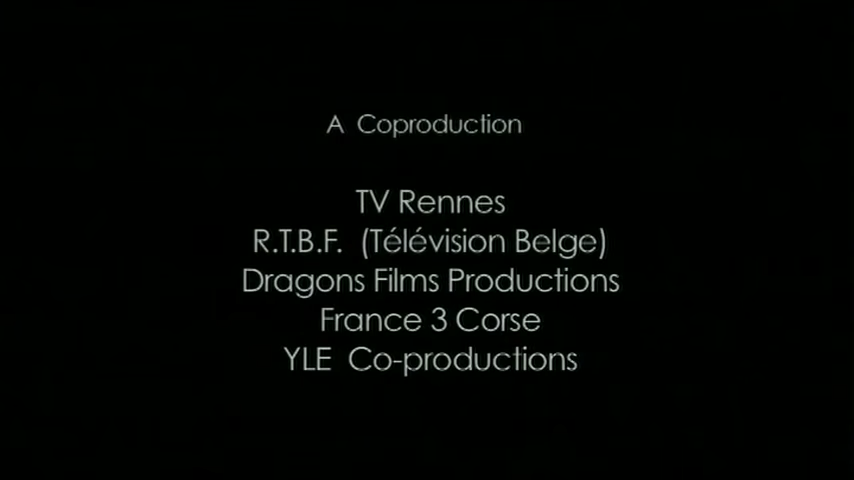 A Coproduction
TV Rennes
R.T.B.F. (Télévision Belge)
Dragons Films Productions
France 3 Corse
YLE Co-productions